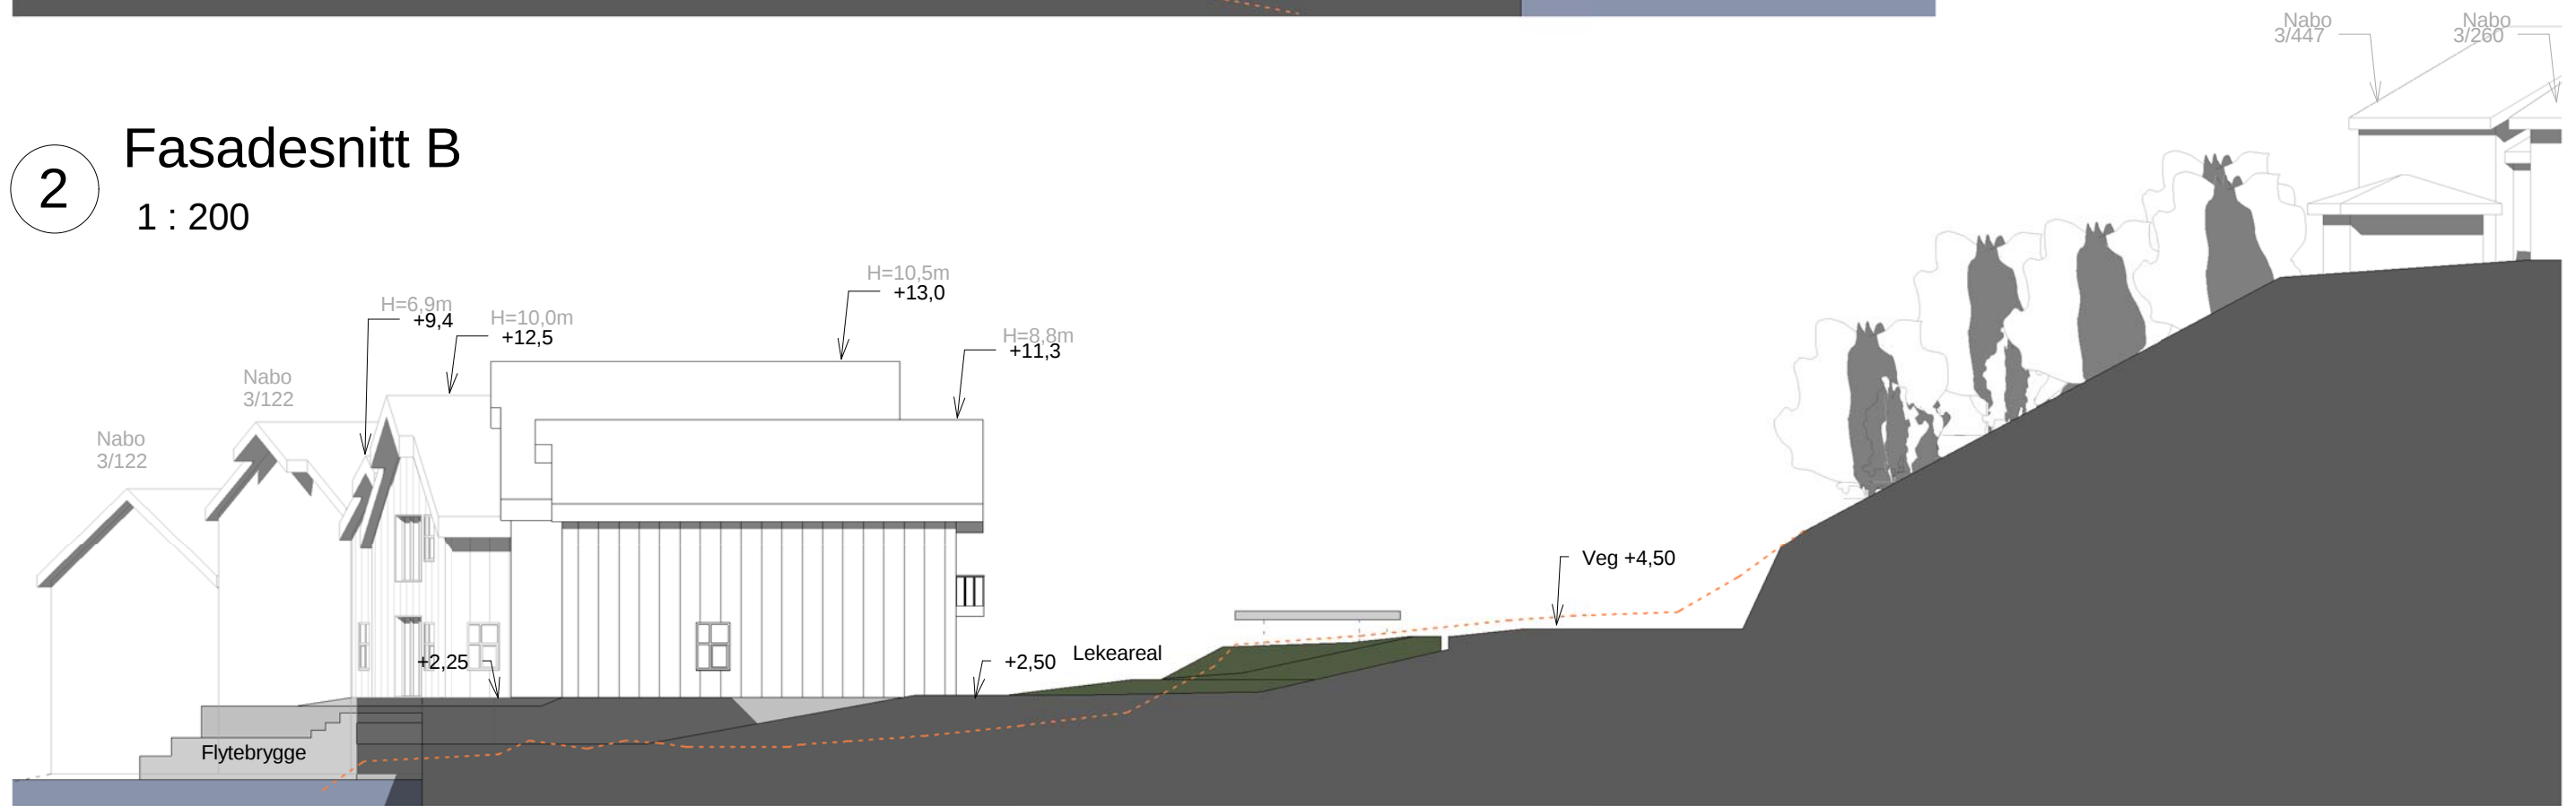 Nabo
3/447
Nabo
3/260
Fasadesnitt B
2
1 : 200
H=10,5m
+13,0
H=6,9m
+9,4
H=10,0m
+12,5
H=8,8m
+11,3
Nabo
3/122
Nabo
3/122
Veg +4,50
+2,25
+2,50
Lekeareal
Flytebrygge